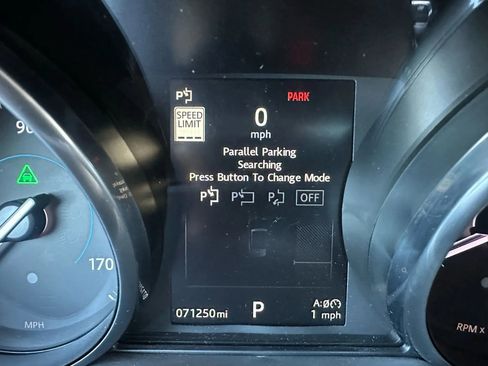 P PARK
SPEED
LIMIT
0
mph
Parallel Parking
Searching
Press Button To Change Mode
P P P OFF
90
170
MPH
071250mi
P
A:Ø
1 mph
RPM x